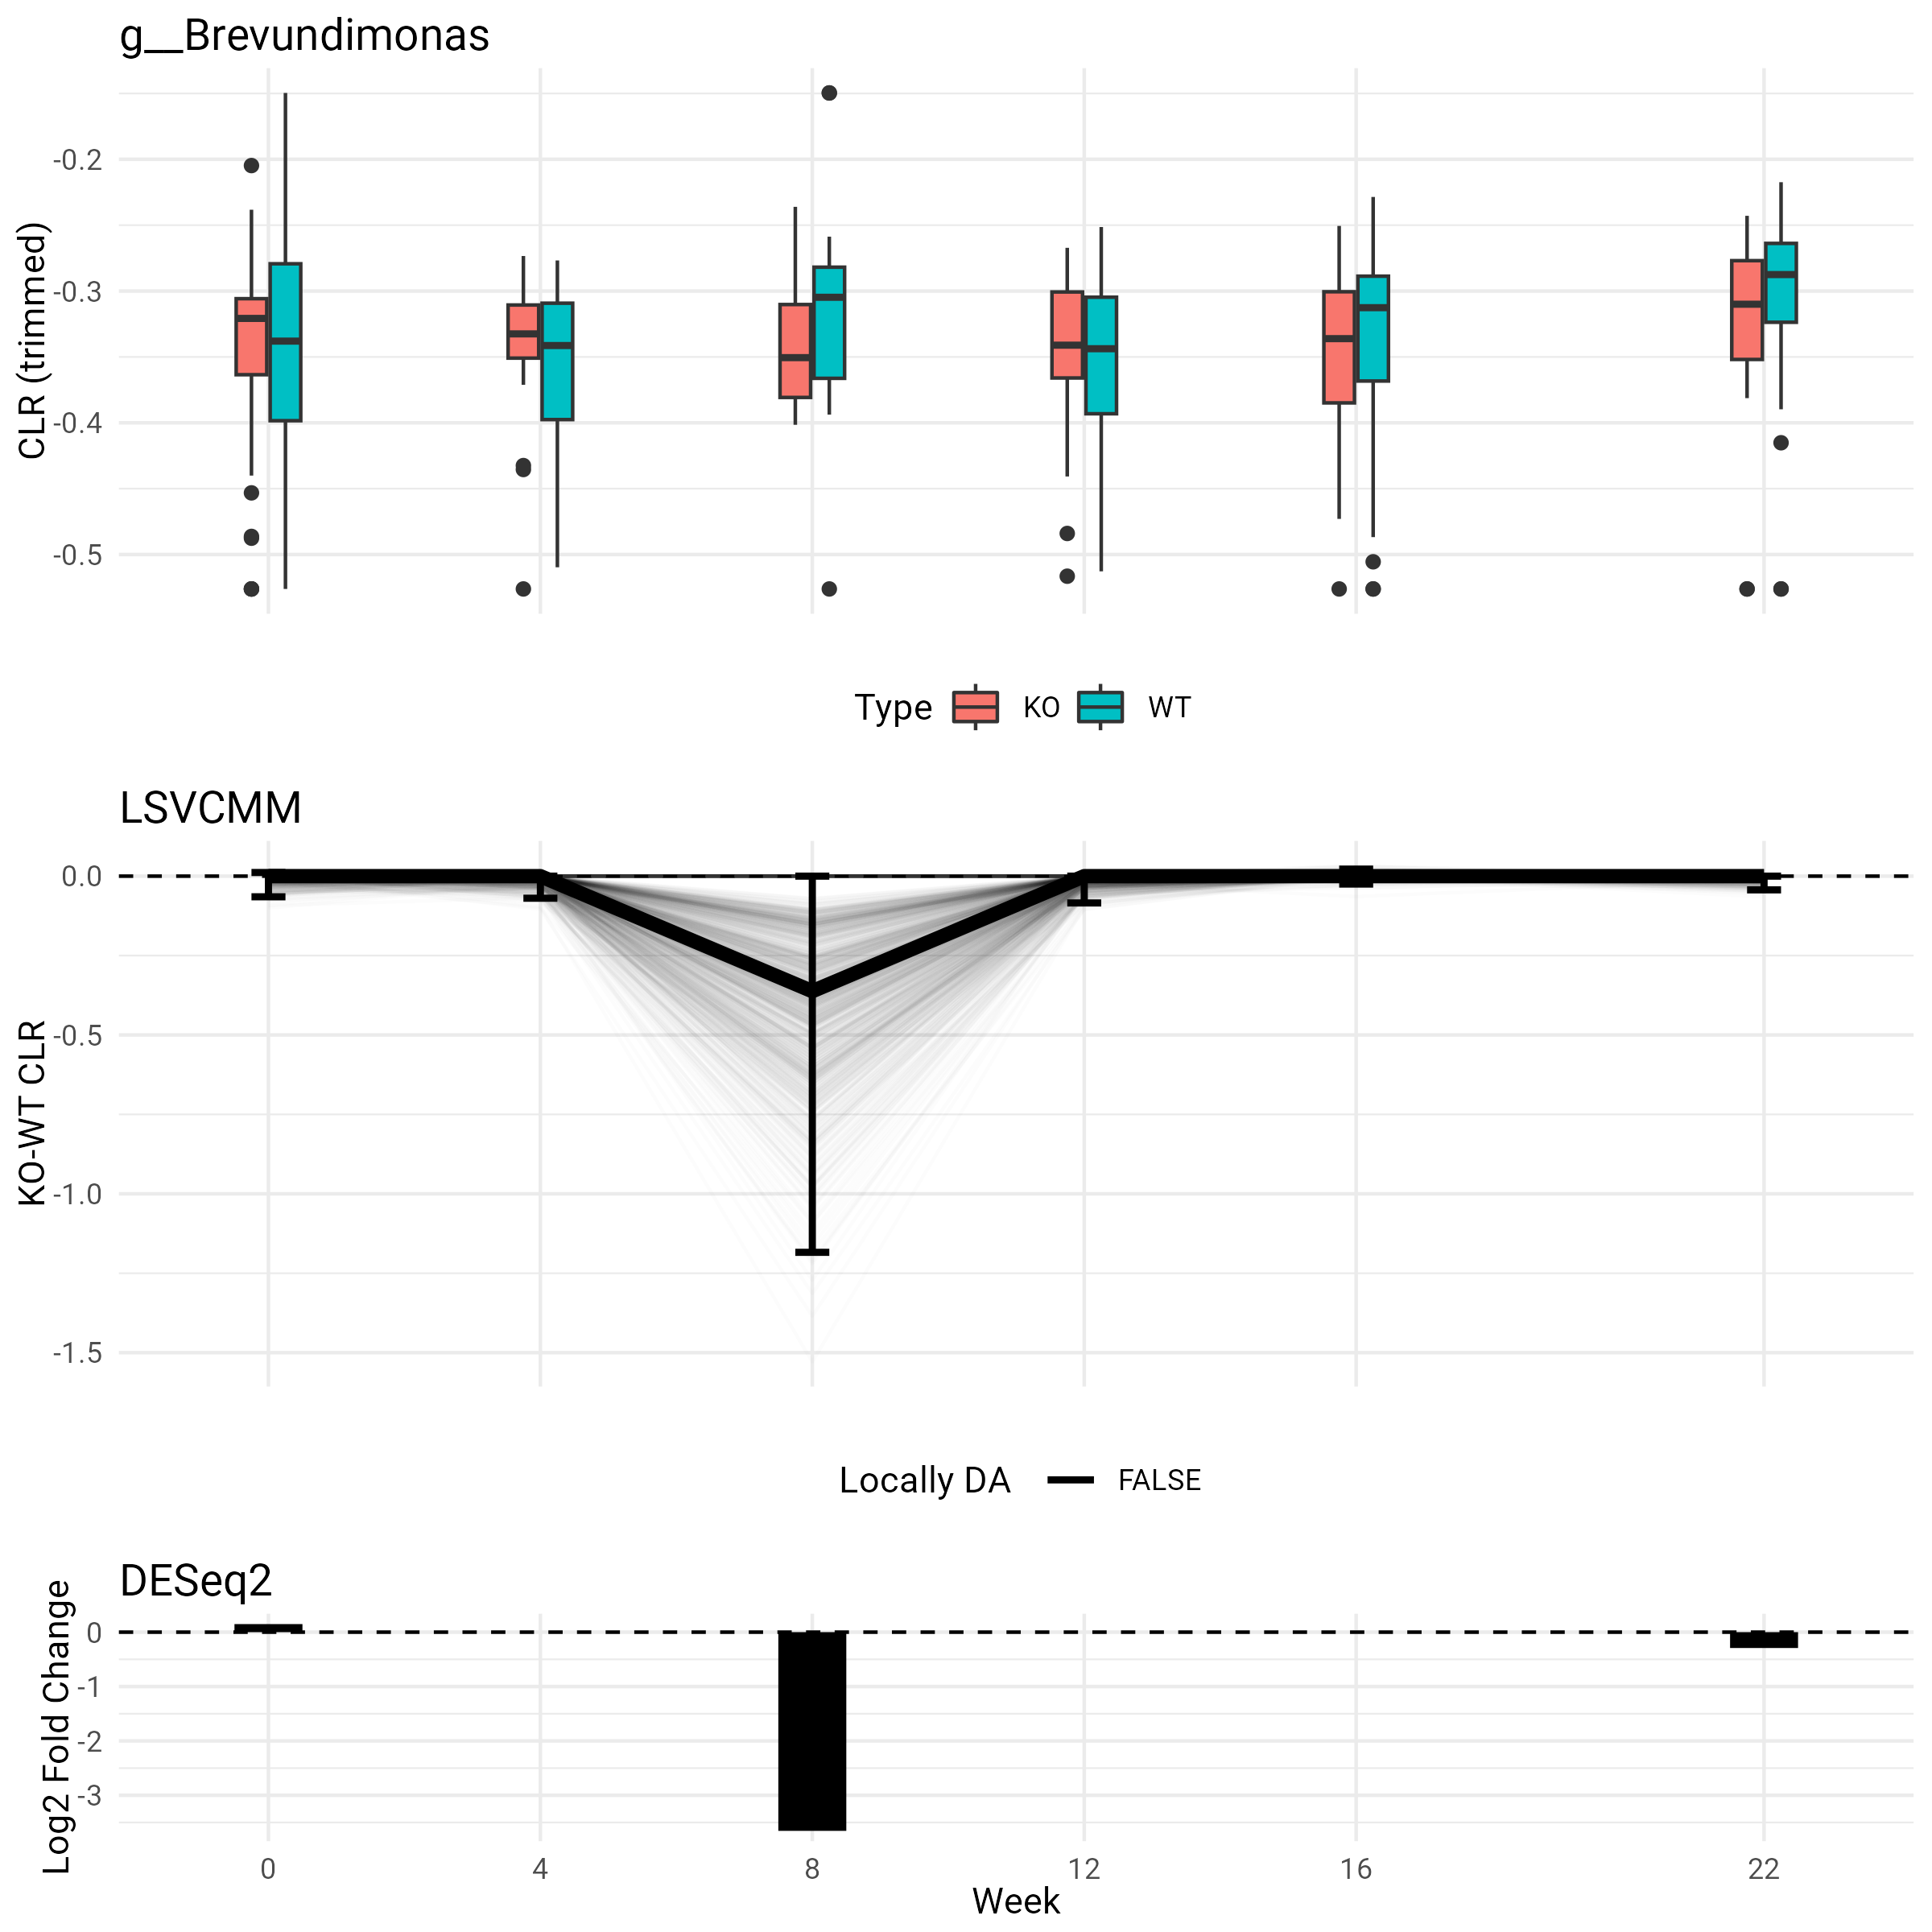 g__Brevundimonas
CLR (trimmed)
-0.2
-0.3
-0.4
-0.5
Type KO WT
LSVCMM
KO-WT CLR
0.0
-0.5
-1.0
-1.5
Locally DA FALSE
DESeq2
Log2 Fold Change
0
-1
-2
-3
0 4 8 12 16 22
Week